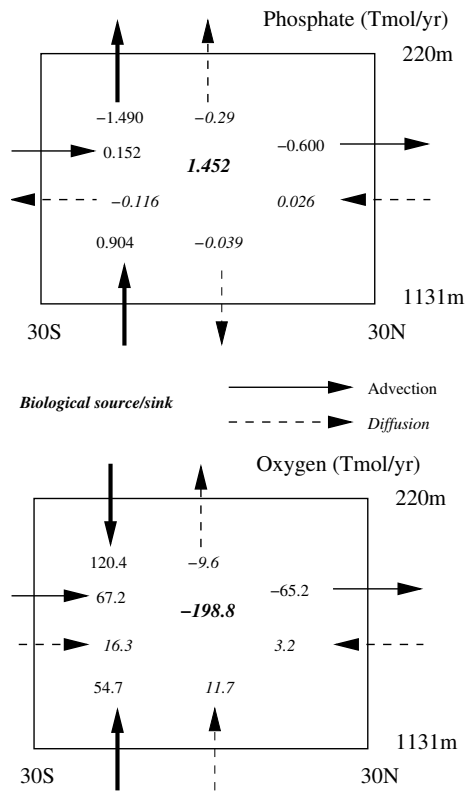 Phosphate (Tmol/yr)
220m
−1.490 −0.29
0.152 −0.600
1.452
−0.116 0.026
0.904 −0.039
1131m
30S 30N
Biological source/sink
Advection
Diffusion
Oxygen (Tmol/yr)
220m
120.4 −9.6
67.2 −65.2
−198.8
16.3 3.2
54.7 11.7
1131m
30S 30N